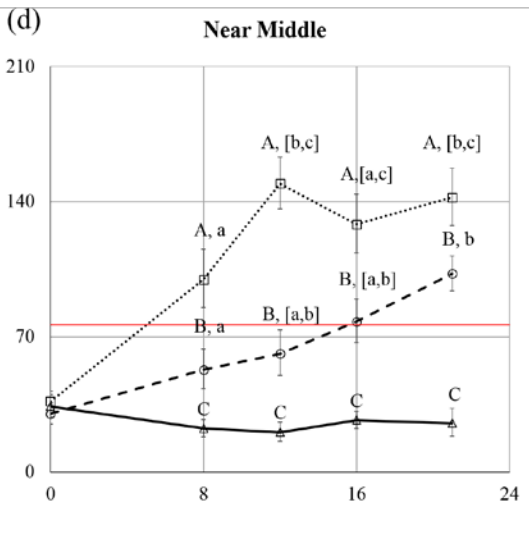 (d)
Near Middle
210
A, [b,c]
A, [b,c]
A,[a,c]
140
A, a
B, b
B, [a,b]
B, [a,b]
B, a
70
C
C
C
C
0
0 8 16 24